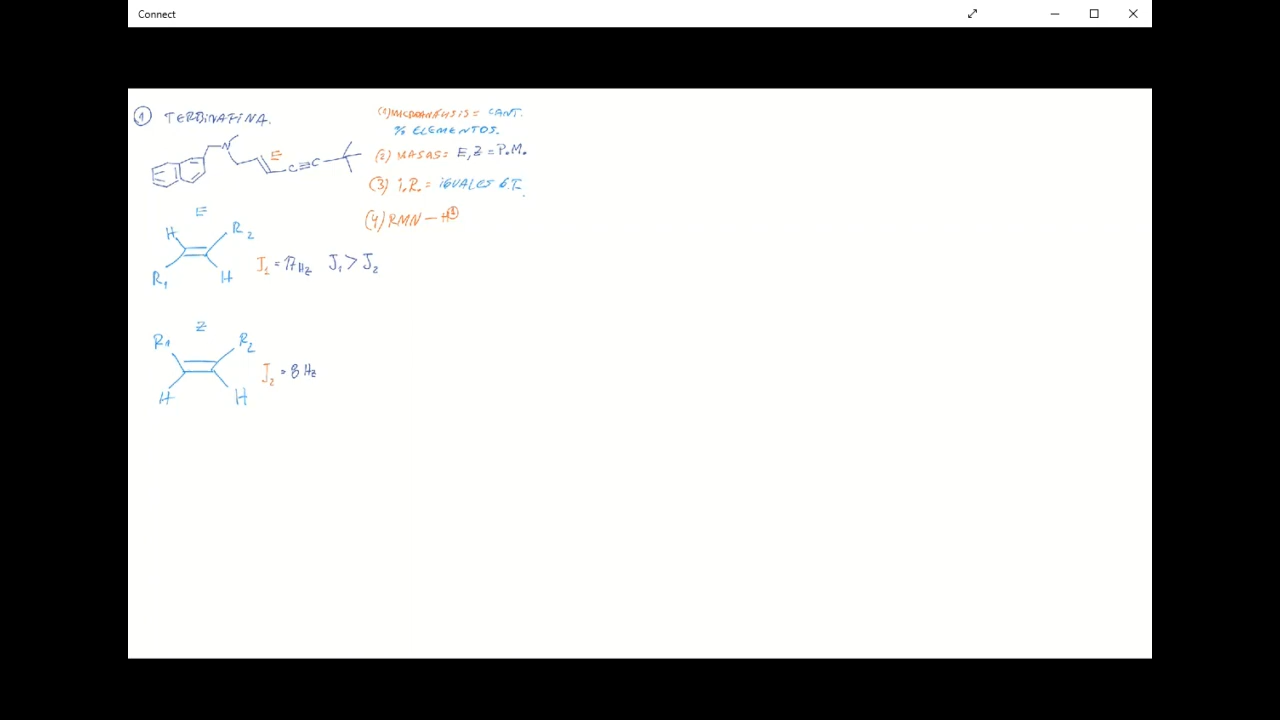 Connect
1 TERBINAFINA.
(1) MICROANÁLISIS = CANT.
% ELEMENTOS.
(2) MASAS = E, Z = P.M.
(3) I.R. = IGUALES G.F.
(4) RMN - H1
N
E
C≡C
E
H R2
R1 H
J1 = 17 Hz J1 > J2
Z
R1 R2
H H
J2 = 8 Hz